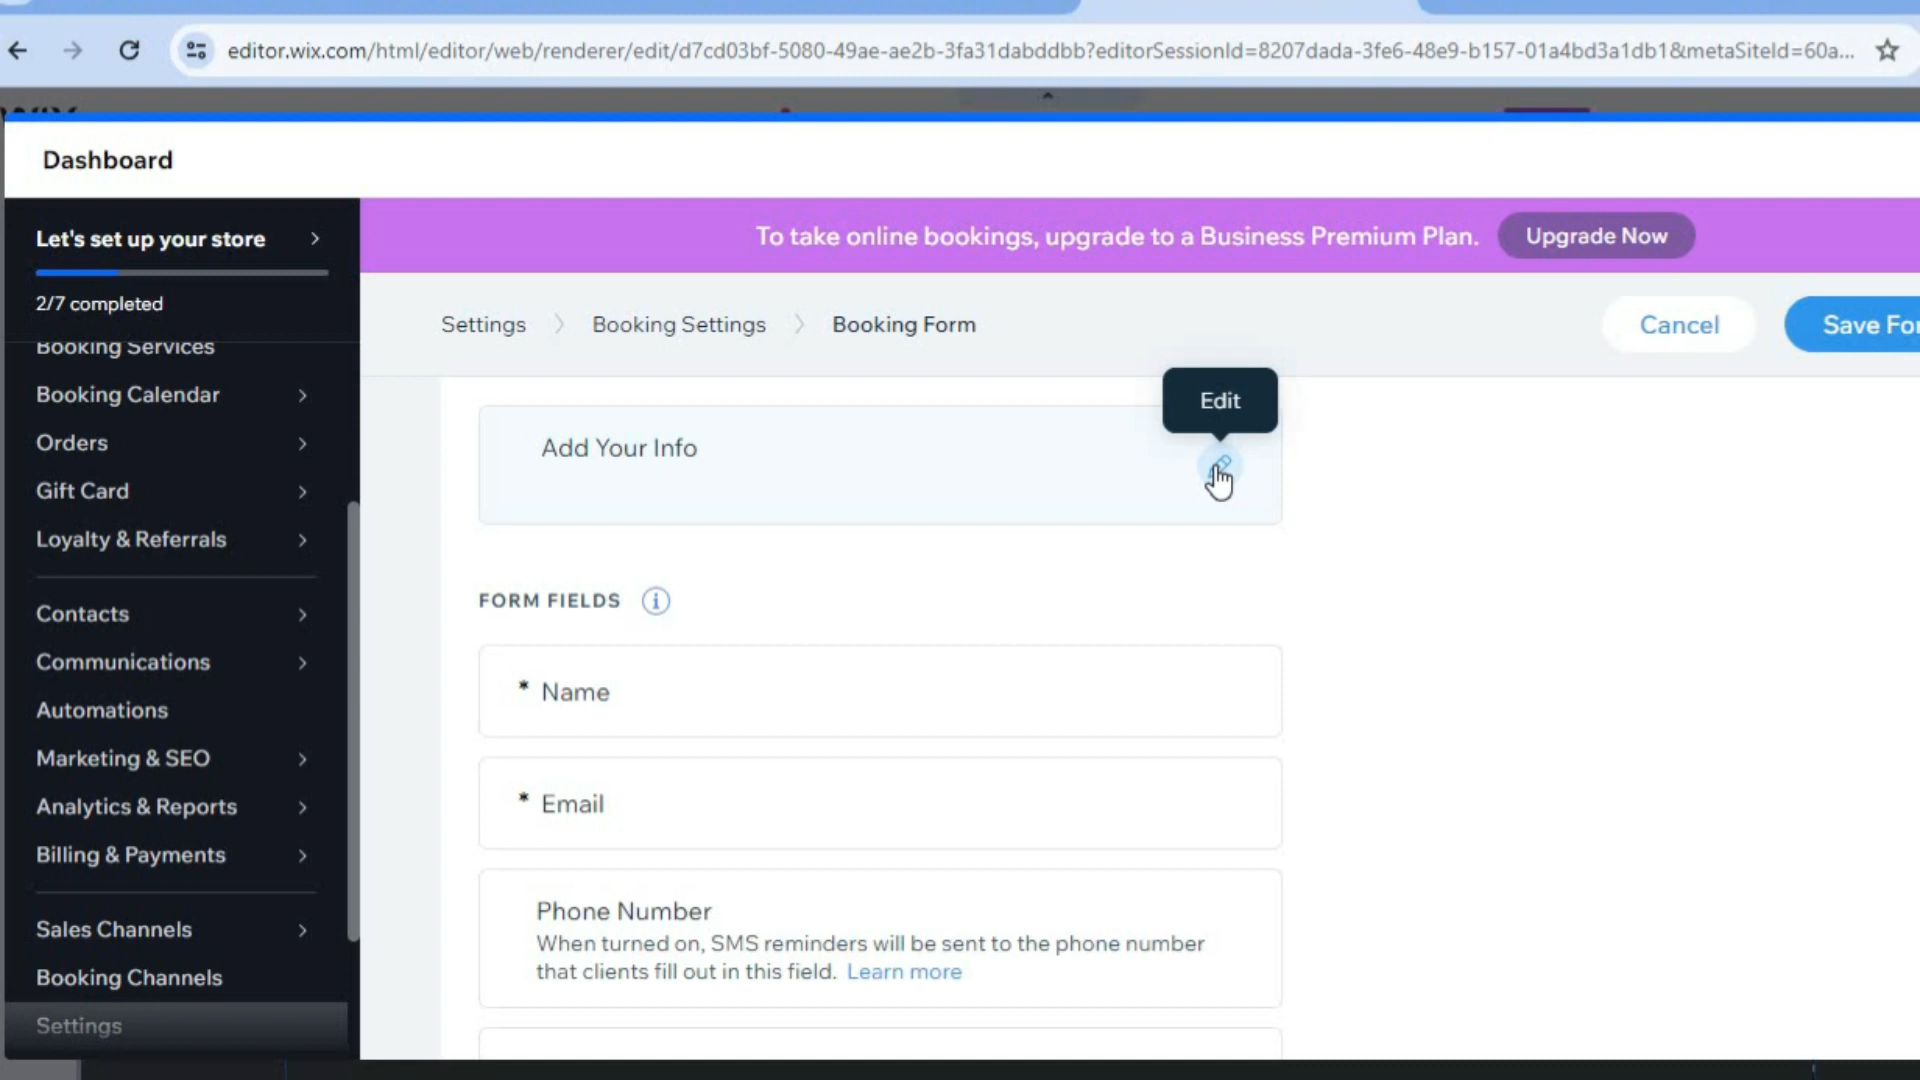 editor.wix.com/html/editor/web/renderer/edit/d7cd03bf-5080-49ae-ae2b-3fa31dabddbb?editorSessionId=8207dada-3fe6-48e9-b157-01a4bd3a1db1&metaSiteId=60a...
Dashboard
Let's set up your store
2/7 completed
Booking Services
Booking Calendar
Orders
Gift Card
Loyalty & Referrals
Contacts
Communications
Automations
Marketing & SEO
Analytics & Reports
Billing & Payments
Sales Channels
Booking Channels
Settings
To take online bookings, upgrade to a Business Premium Plan. Upgrade Now
Settings > Booking Settings > Booking Form
Cancel
Save For
Edit
Add Your Info
FORM FIELDS
* Name
* Email
Phone Number
When turned on, SMS reminders will be sent to the phone number
that clients fill out in this field. Learn more